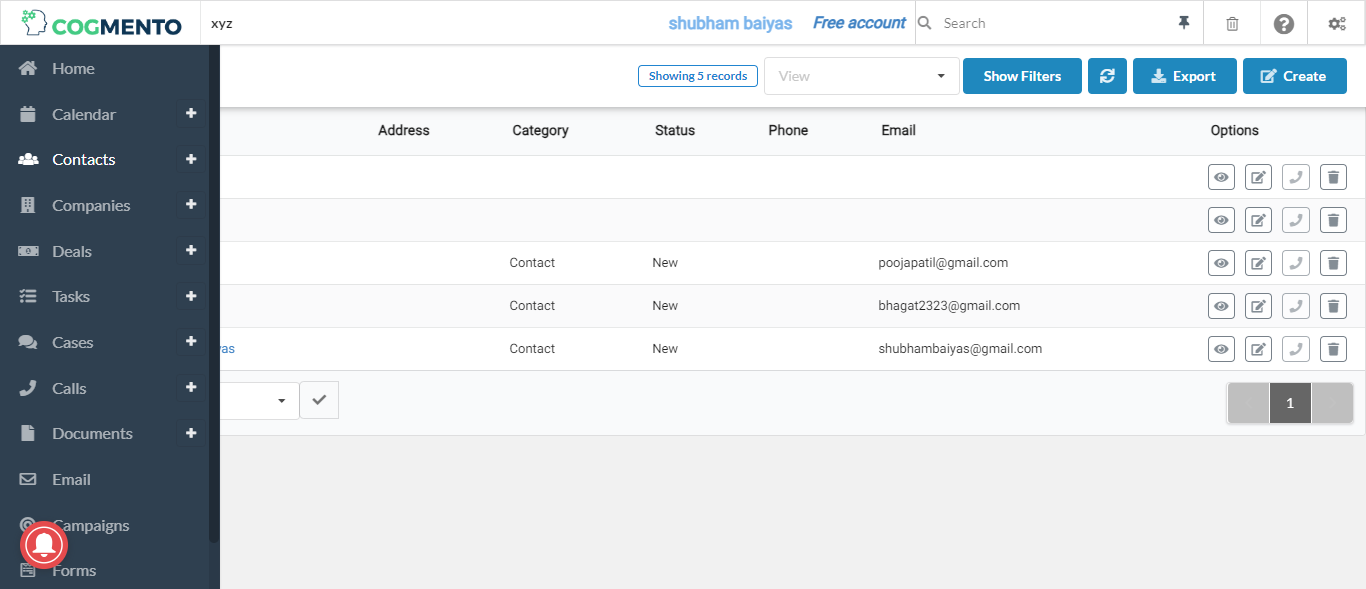 COGMENTO xyz shubham baiyas Free account Search
Home
Showing 5 records View Show Filters Export Create
Calendar
Address Category Status Phone Email Options
Contacts
Companies
Deals
Contact New poojapatil@gmail.com
Tasks
Contact New bhagat2323@gmail.com
Cases
Contact New shubhambaiyas@gmail.com
Calls
1
Documents
Email
Campaigns
Forms